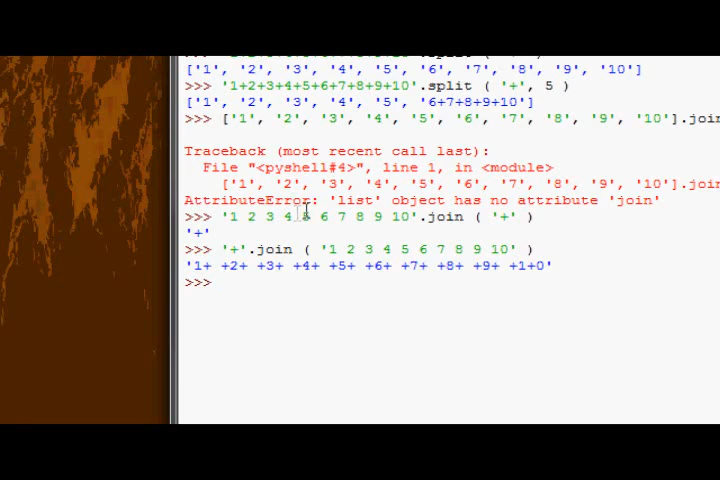 ['1', '2', '3', '4', '5', '6', '7', '8', '9', '10']
>>> '1+2+3+4+5+6+7+8+9+10'.split ( '+', 5 )
['1', '2', '3', '4', '5', '6+7+8+9+10']
>>> ['1', '2', '3', '4', '5', '6', '7', '8', '9', '10'].join
Traceback (most recent call last):
File "<pyshell#4>", line 1, in <module>
['1', '2', '3', '4', '5', '6', '7', '8', '9', '10'].join
AttributeError: 'list' object has no attribute 'join'
>>> '1 2 3 4 5 6 7 8 9 10'.join ( '+' )
'+'
>>> '+'.join ( '1 2 3 4 5 6 7 8 9 10' )
'1+ +2+ +3+ +4+ +5+ +6+ +7+ +8+ +9+ +1+0'
>>>